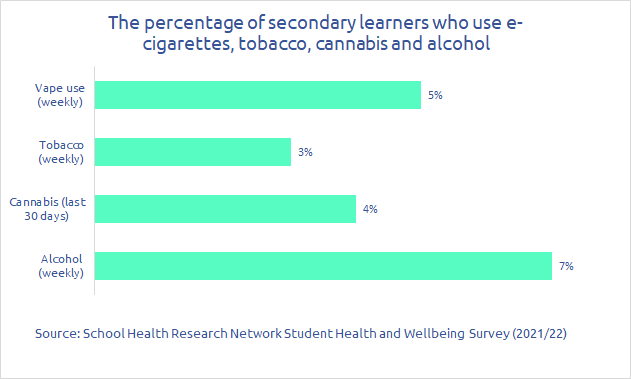 The percentage of secondary learners who use e-
cigarettes, tobacco, cannabis and alcohol
Vape use
(weekly)
5%
Tobacco
(weekly)
3%
Cannabis (last
30 days)
4%
Alcohol
(weekly)
7%
Source: School Health Research Network Student Health and Wellbeing Survey (2021/22)